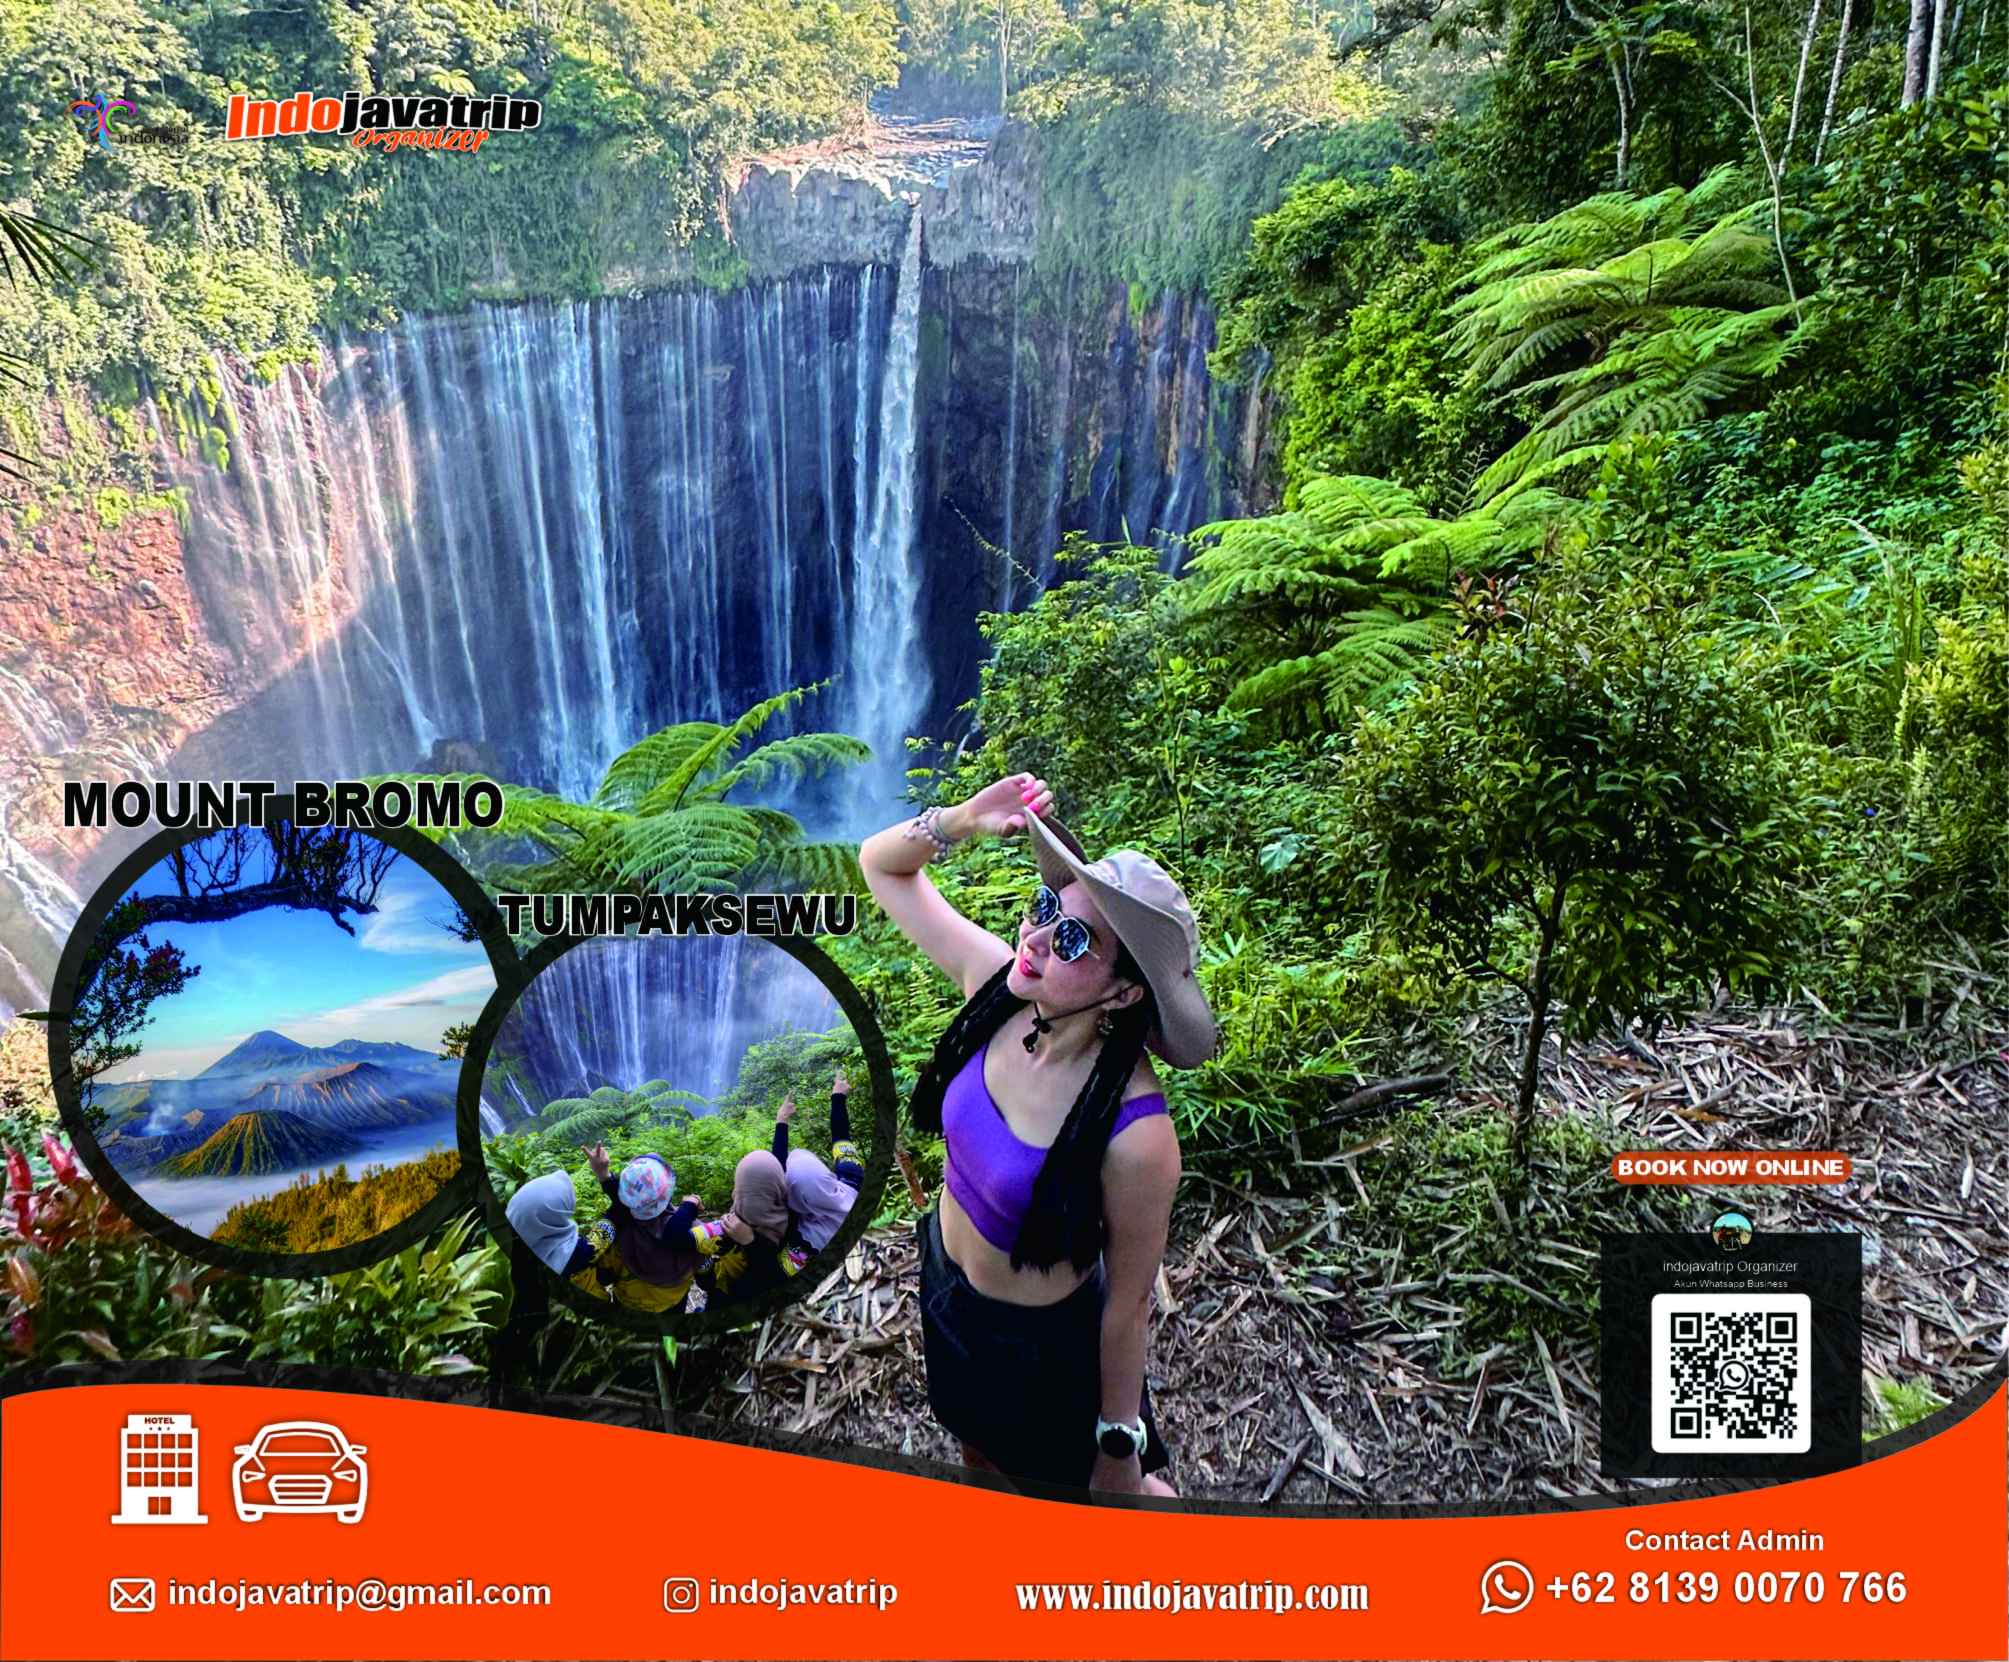 indonesia
Indojavatrip
Organizer
MOUNT BROMO
TUMPAKSEWU
BOOK NOW ONLINE
indojavatrip Organizer
Akun Whatsapp Business
HOTEL
Contact Admin
indojavatrip@gmail.com
indojavatrip
www.indojavatrip.com
+62 8139 0070 766